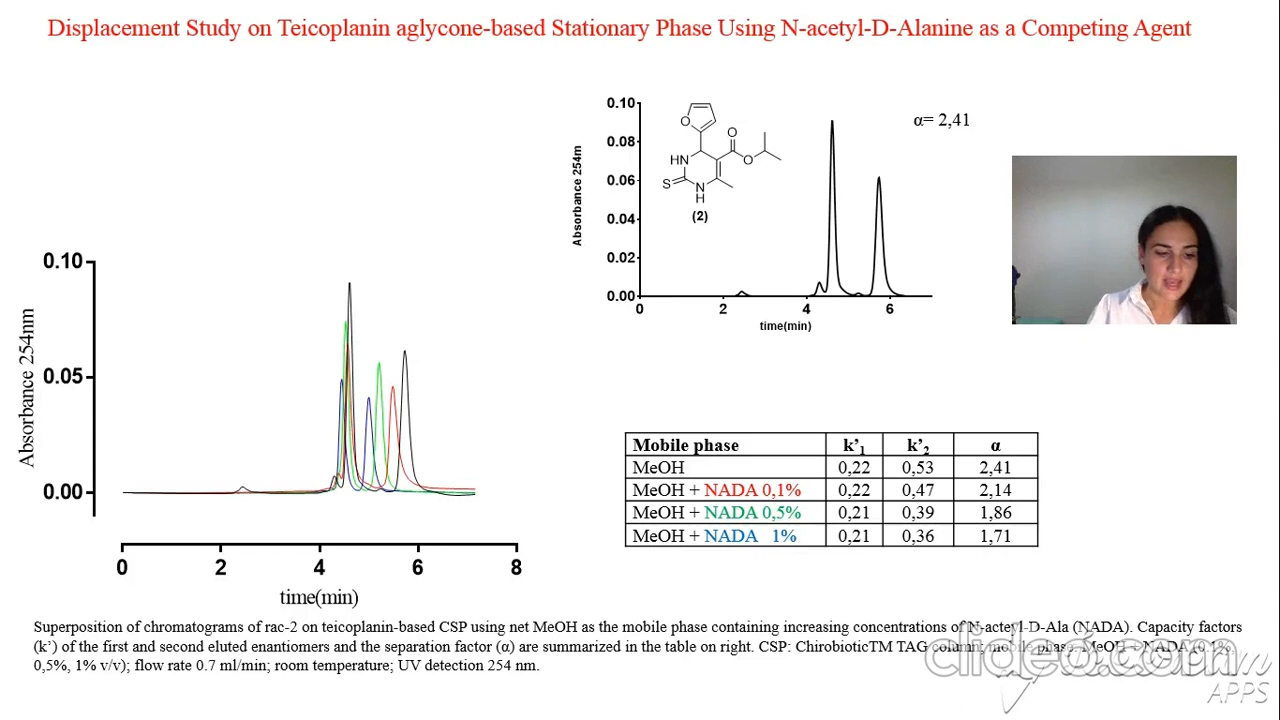 Displacement Study on Teicoplanin aglycone-based Stationary Phase Using N-acetyl-D-Alanine as a Competing Agent
0.10
0.08
0.06
0.04
0.02
0.00
Absorbance 254m
0 2 4 6
time(min)
O
O
O
HN
S
N
H
(2)
α= 2,41
0.10
0.05
0.00
Absorbance 254nm
0 2 4 6 8
time(min)
Mobile phase k’1 k’2 α
MeOH 0,22 0,53 2,41
MeOH + NADA 0,1% 0,22 0,47 2,14
MeOH + NADA 0,5% 0,21 0,39 1,86
MeOH + NADA 1% 0,21 0,36 1,71
Superposition of chromatograms of rac-2 on teicoplanin-based CSP using net MeOH as the mobile phase containing increasing concentrations of N-acetyl-D-Ala (NADA). Capacity factors
(k’) of the first and second eluted enantiomers and the separation factor (α) are summarized in the table on right. CSP: ChirobioticTM TAG column; mobile phase: MeOH + NADA (0.1%,
0,5%, 1% v/v); flow rate 0.7 ml/min; room temperature; UV detection 254 nm.
clideo.com
APPS